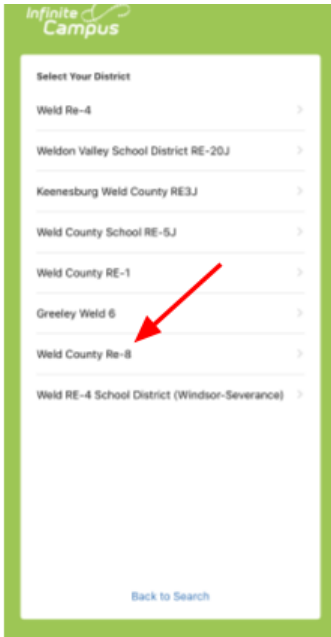 Infinite
Campus
Select Your District
Weld Re-4
Weldon Valley School District RE-20J
Keenesburg Weld County RE3J
Weld County School RE-5J
Weld County RE-1
Greeley Weld 6
Weld County Re-8
Weld RE-4 School District (Windsor-Severance)
Back to Search